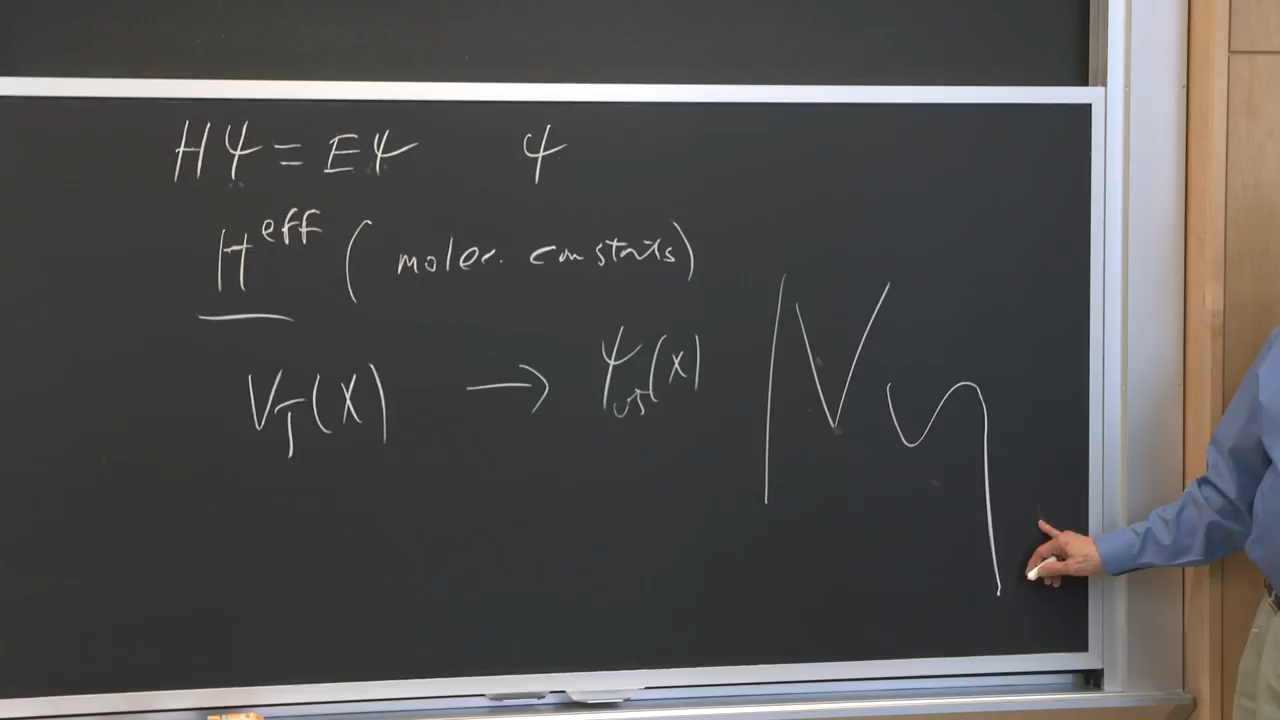 Hψ = Eψ ψ
H^eff (molec. constants)
V_J(x) → ψ_vJ(x)